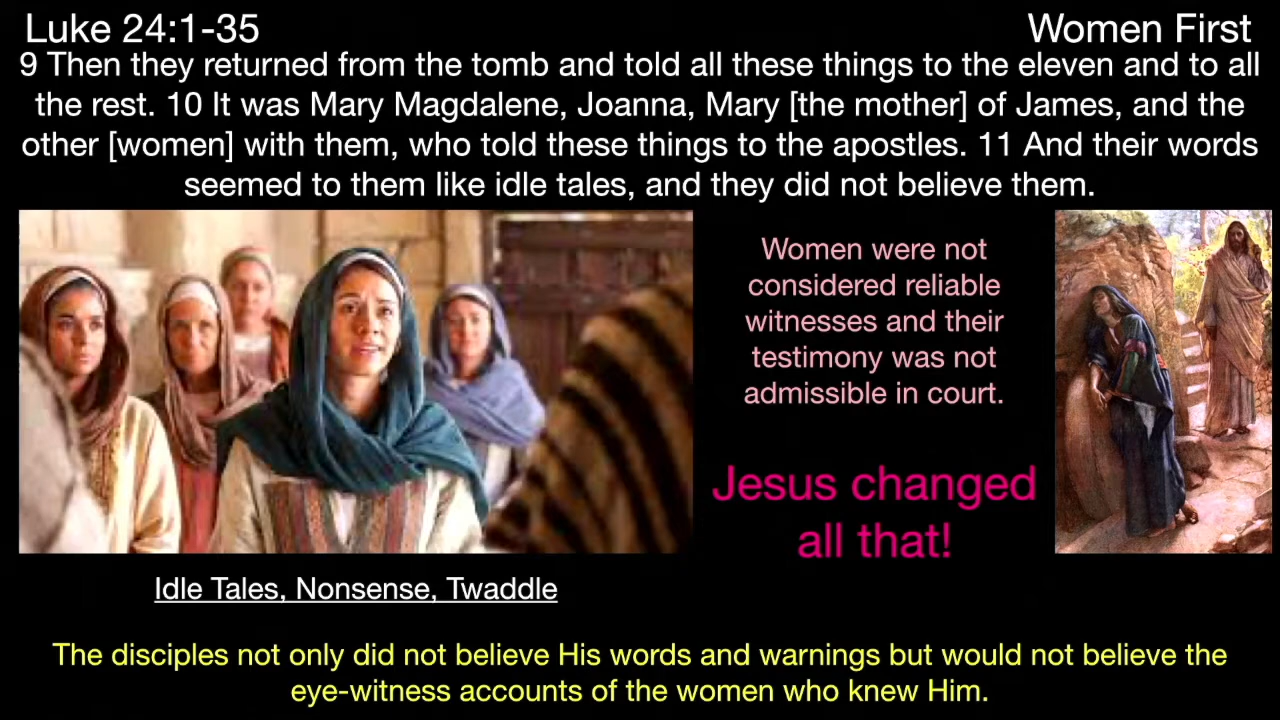 Luke 24:1-35
Women First
9 Then they returned from the tomb and told all these things to the eleven and to all
the rest. 10 It was Mary Magdalene, Joanna, Mary [the mother] of James, and the
other [women] with them, who told these things to the apostles. 11 And their words
seemed to them like idle tales, and they did not believe them.
Women were not
considered reliable
witnesses and their
testimony was not
admissible in court.
Jesus changed
all that!
Idle Tales, Nonsense, Twaddle
The disciples not only did not believe His words and warnings but would not believe the
eye-witness accounts of the women who knew Him.